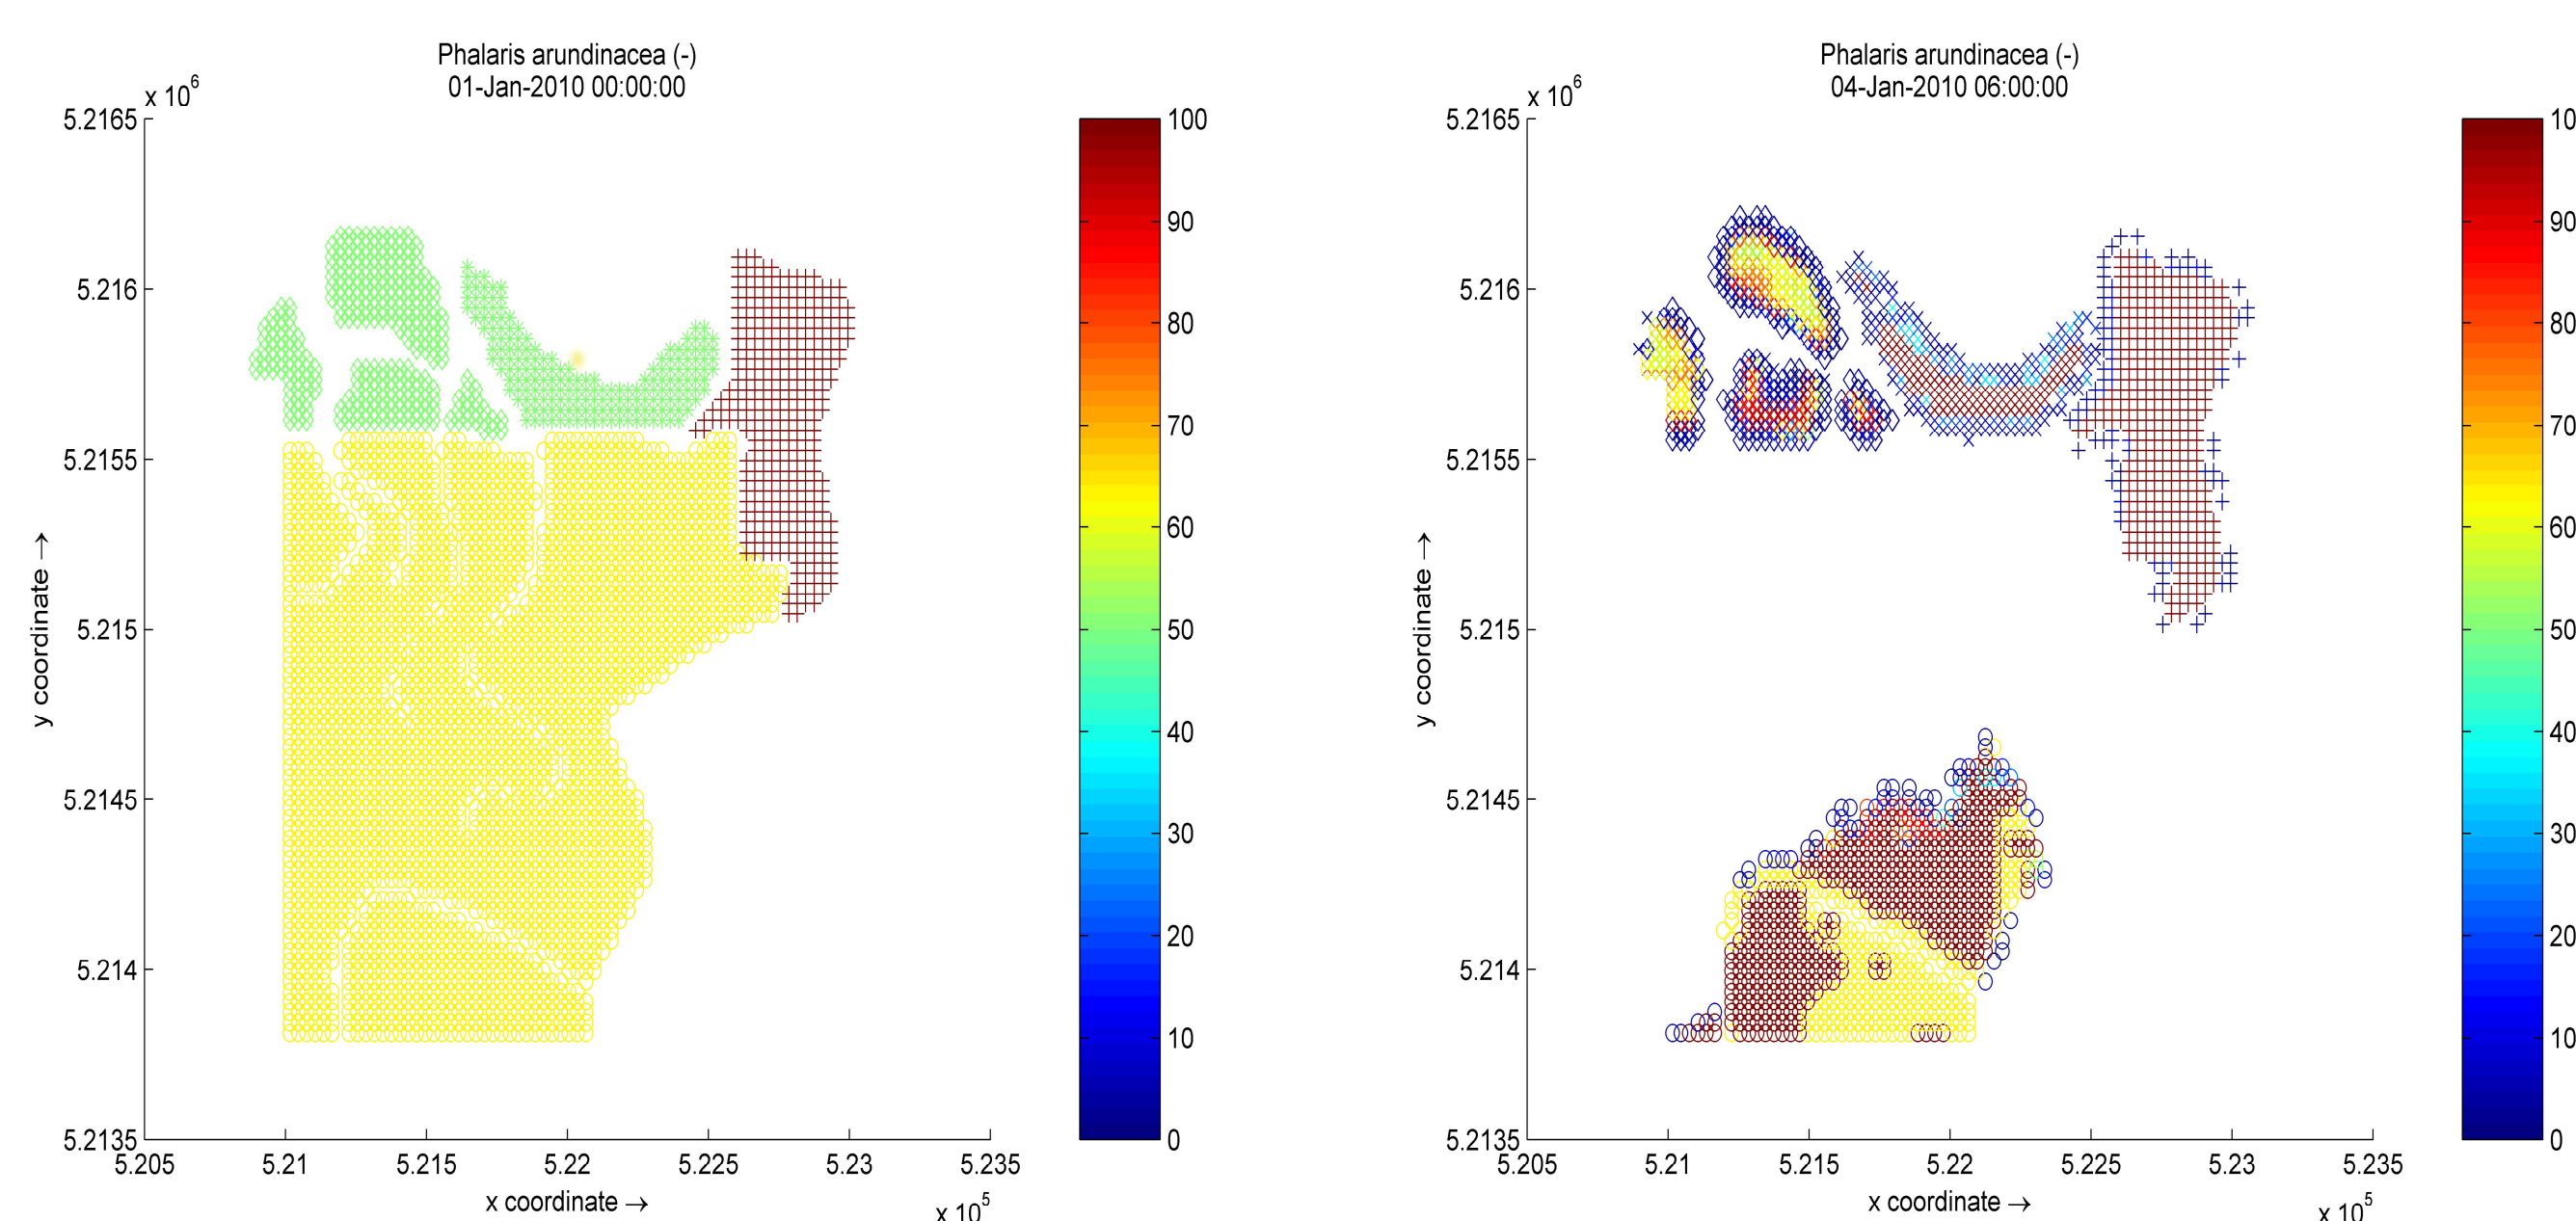 Phalaris arundinacea (-)
01-Jan-2010 00:00:00
x 10^6
5.2165
5.216
5.2155
5.215
5.2145
5.214
5.2135
y coordinate →
5.205 5.21 5.215 5.22 5.225 5.23 5.235
x coordinate →
x 10^5
100
90
80
70
60
50
40
30
20
10
0
Phalaris arundinacea (-)
04-Jan-2010 06:00:00
x 10^6
5.2165
5.216
5.2155
5.215
5.2145
5.214
5.2135
y coordinate →
5.205 5.21 5.215 5.22 5.225 5.23 5.235
x coordinate →
x 10^5
10
90
80
70
60
50
40
30
20
10
0